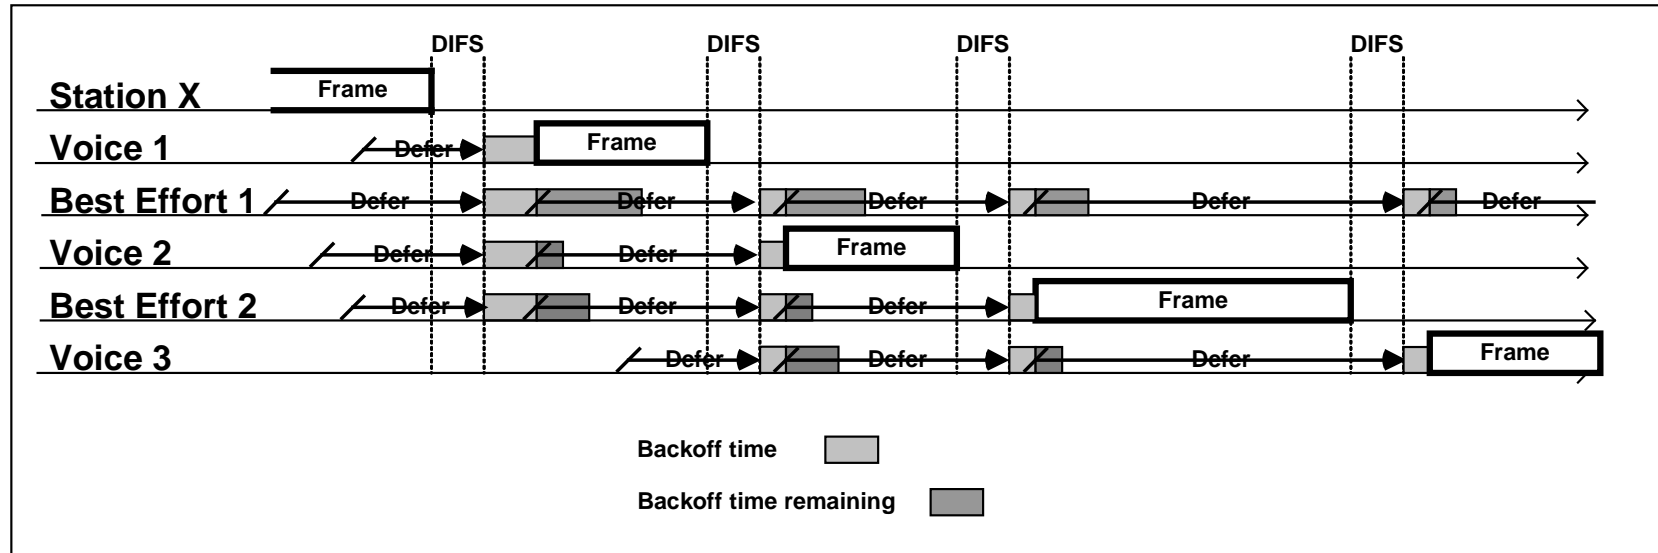 DIFS DIFS DIFS DIFS
Station X Frame
Voice 1 Defer Frame
Best Effort 1 Defer Defer Defer Defer Defer
Voice 2 Defer Defer Frame
Best Effort 2 Defer Defer Defer Frame
Voice 3 Defer Defer Defer Frame
Backoff time
Backoff time remaining